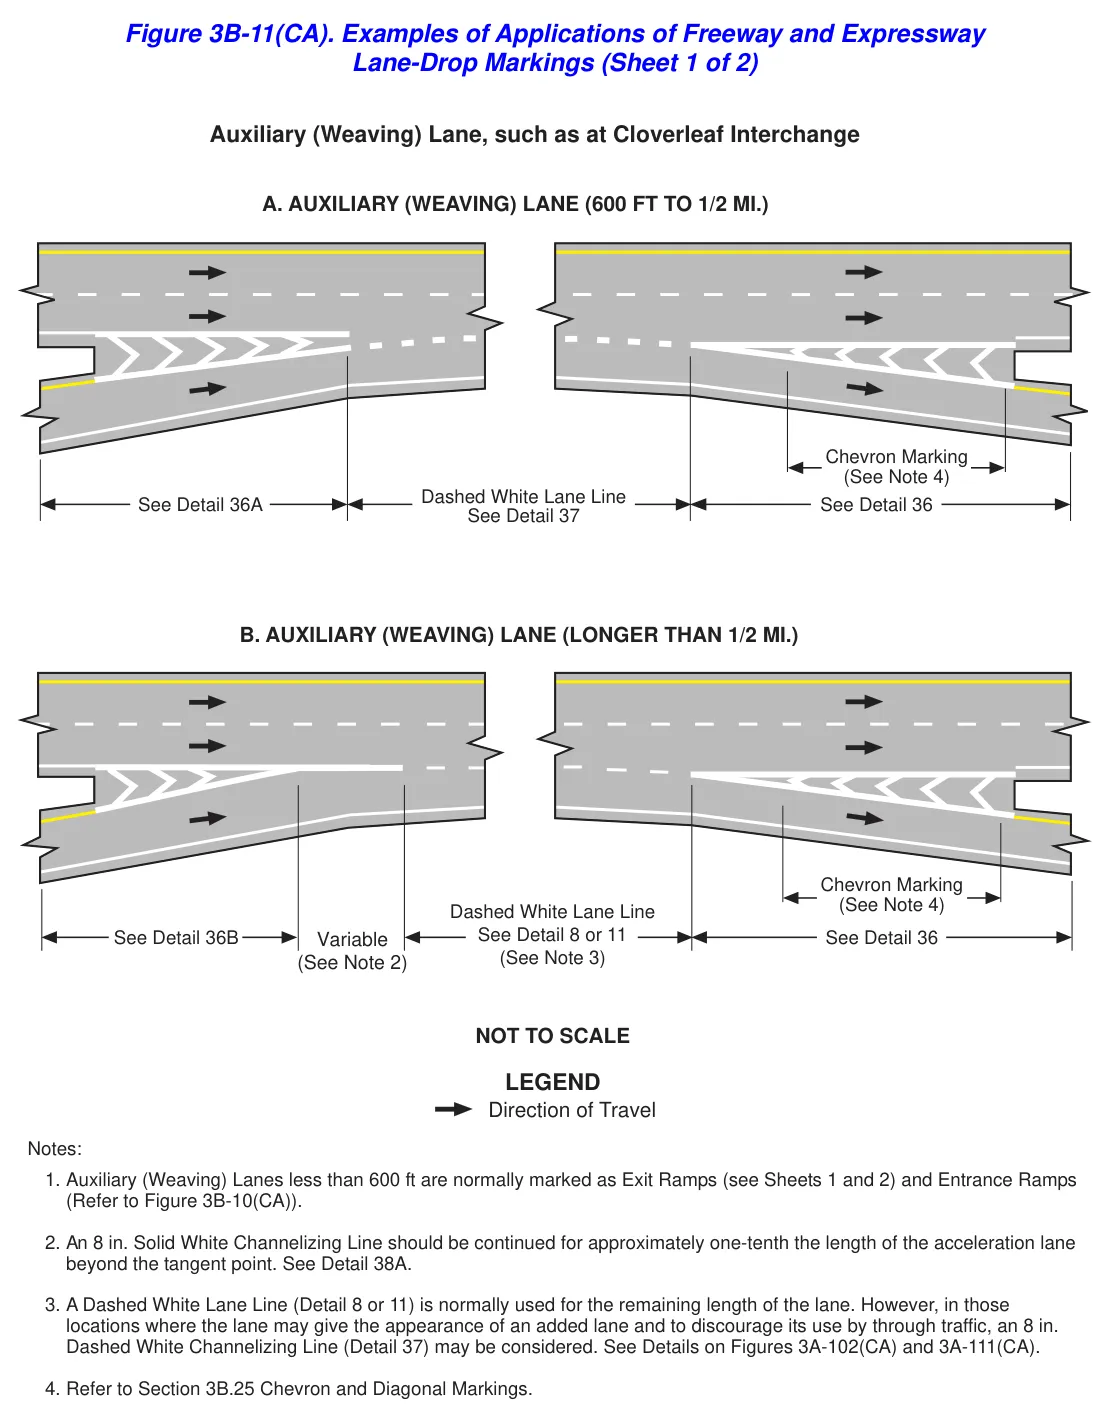 Figure 3B-11(CA). Examples of Applications of Freeway and Expressway
Lane-Drop Markings (Sheet 1 of 2)
Auxiliary (Weaving) Lane, such as at Cloverleaf Interchange
A. AUXILIARY (WEAVING) LANE (600 FT TO 1/2 MI.)
Chevron Marking
(See Note 4)
See Detail 36A
Dashed White Lane Line
See Detail 37
See Detail 36
B. AUXILIARY (WEAVING) LANE (LONGER THAN 1/2 MI.)
Chevron Marking
(See Note 4)
See Detail 36B
Variable
(See Note 2)
Dashed White Lane Line
See Detail 8 or 11
(See Note 3)
See Detail 36
NOT TO SCALE
LEGEND
Direction of Travel
Notes:
1. Auxiliary (Weaving) Lanes less than 600 ft are normally marked as Exit Ramps (see Sheets 1 and 2) and Entrance Ramps
(Refer to Figure 3B-10(CA)).
2. An 8 in. Solid White Channelizing Line should be continued for approximately one-tenth the length of the acceleration lane
beyond the tangent point. See Detail 38A.
3. A Dashed White Lane Line (Detail 8 or 11) is normally used for the remaining length of the lane. However, in those
locations where the lane may give the appearance of an added lane and to discourage its use by through traffic, an 8 in.
Dashed White Channelizing Line (Detail 37) may be considered. See Details on Figures 3A-102(CA) and 3A-111(CA).
4. Refer to Section 3B.25 Chevron and Diagonal Markings.